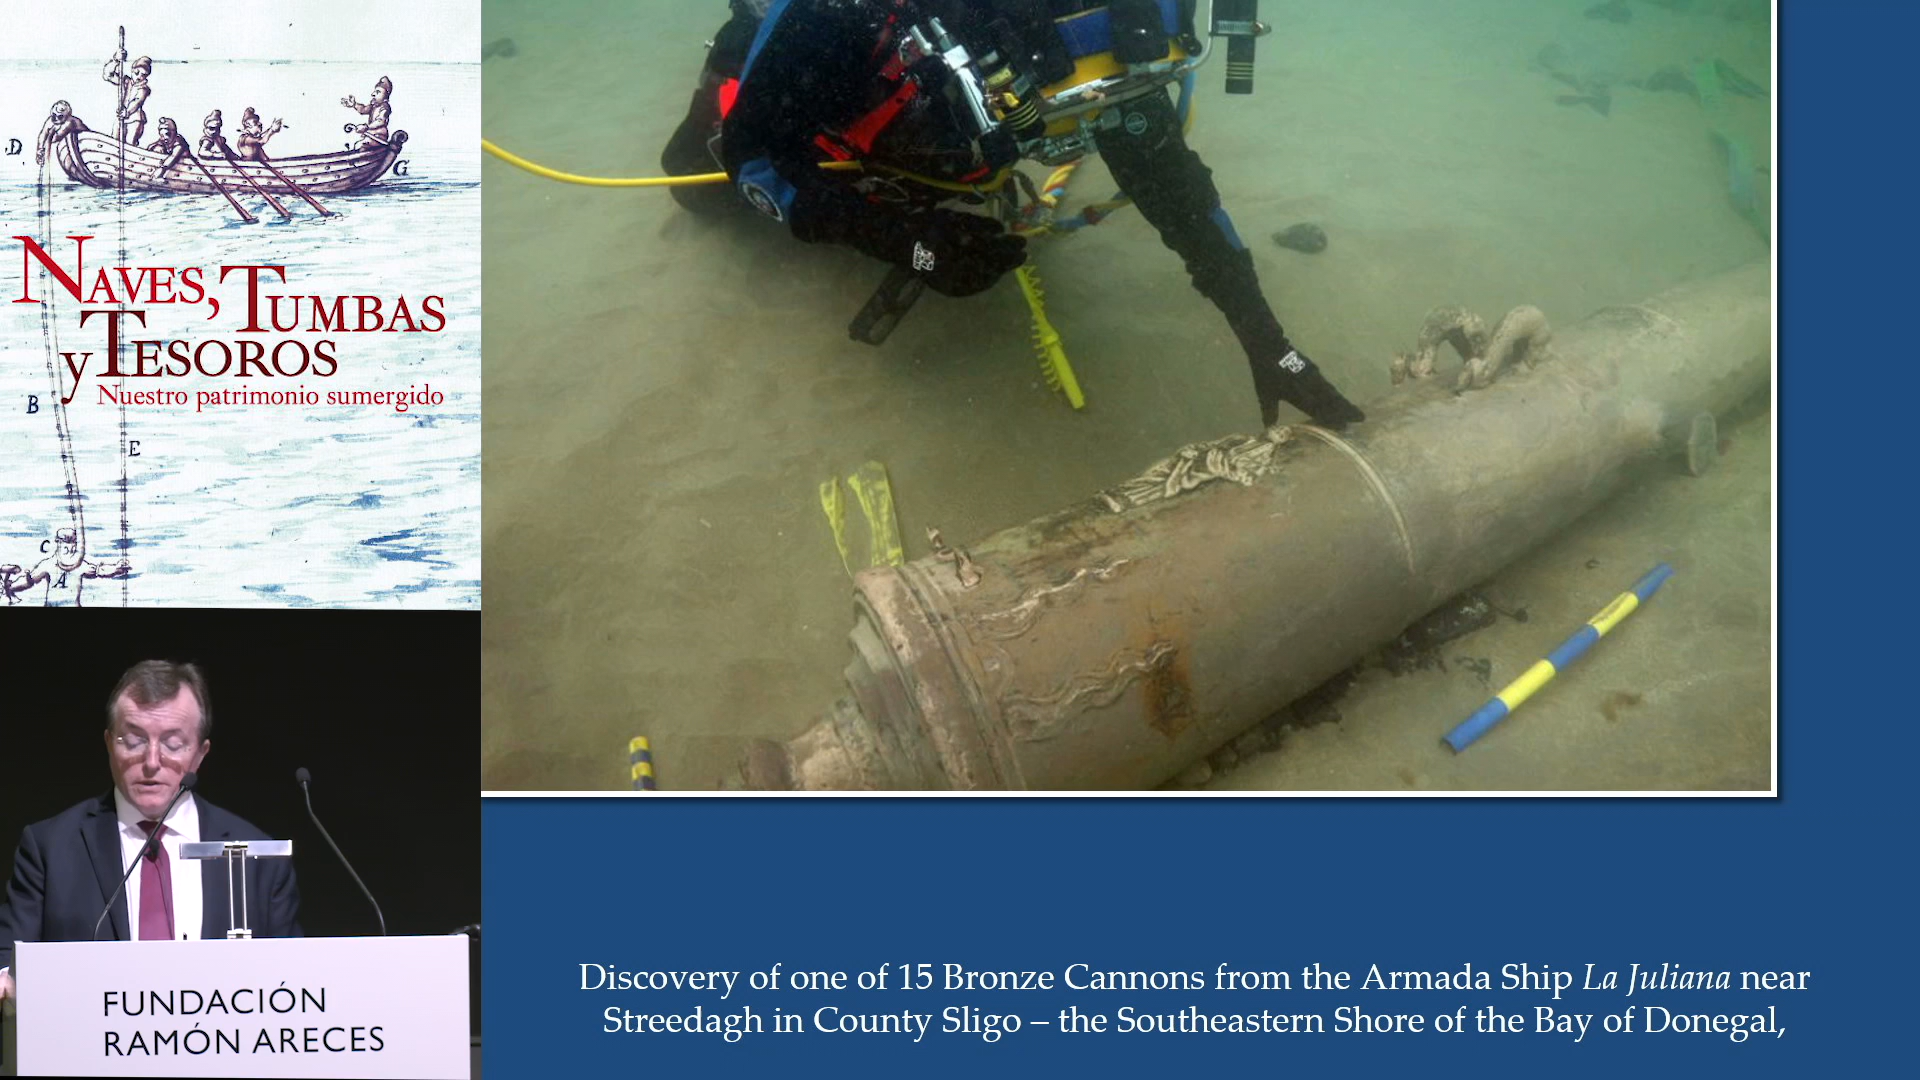 D
G
NAVES, TUMBAS
y TESOROS
Nuestro patrimonio sumergido
B
E
C
A
FUNDACIÓN
RAMÓN ARECES
Discovery of one of 15 Bronze Cannons from the Armada Ship La Juliana near
Streedagh in County Sligo – the Southeastern Shore of the Bay of Donegal,